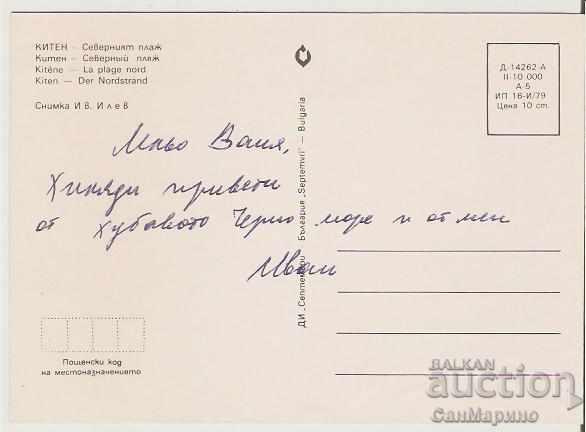 КИТЕН – Северният плаж
Китен – Северный пляж
Kitène – La plage nord
Kiten – Der Nordstrand
Снимка Ив. Илев
Д-14262-А
II-10 000
А-5
ИП 16-И/79
Цена 10 ст.
Ваня,
Хиляди привети
от хубавото Черно море и от мен
Иван
ДИ „Септември" – България „Septemvri" – Bulgaria
Пощенски код
на местоназначението
BALKAN
auction
СанМарино